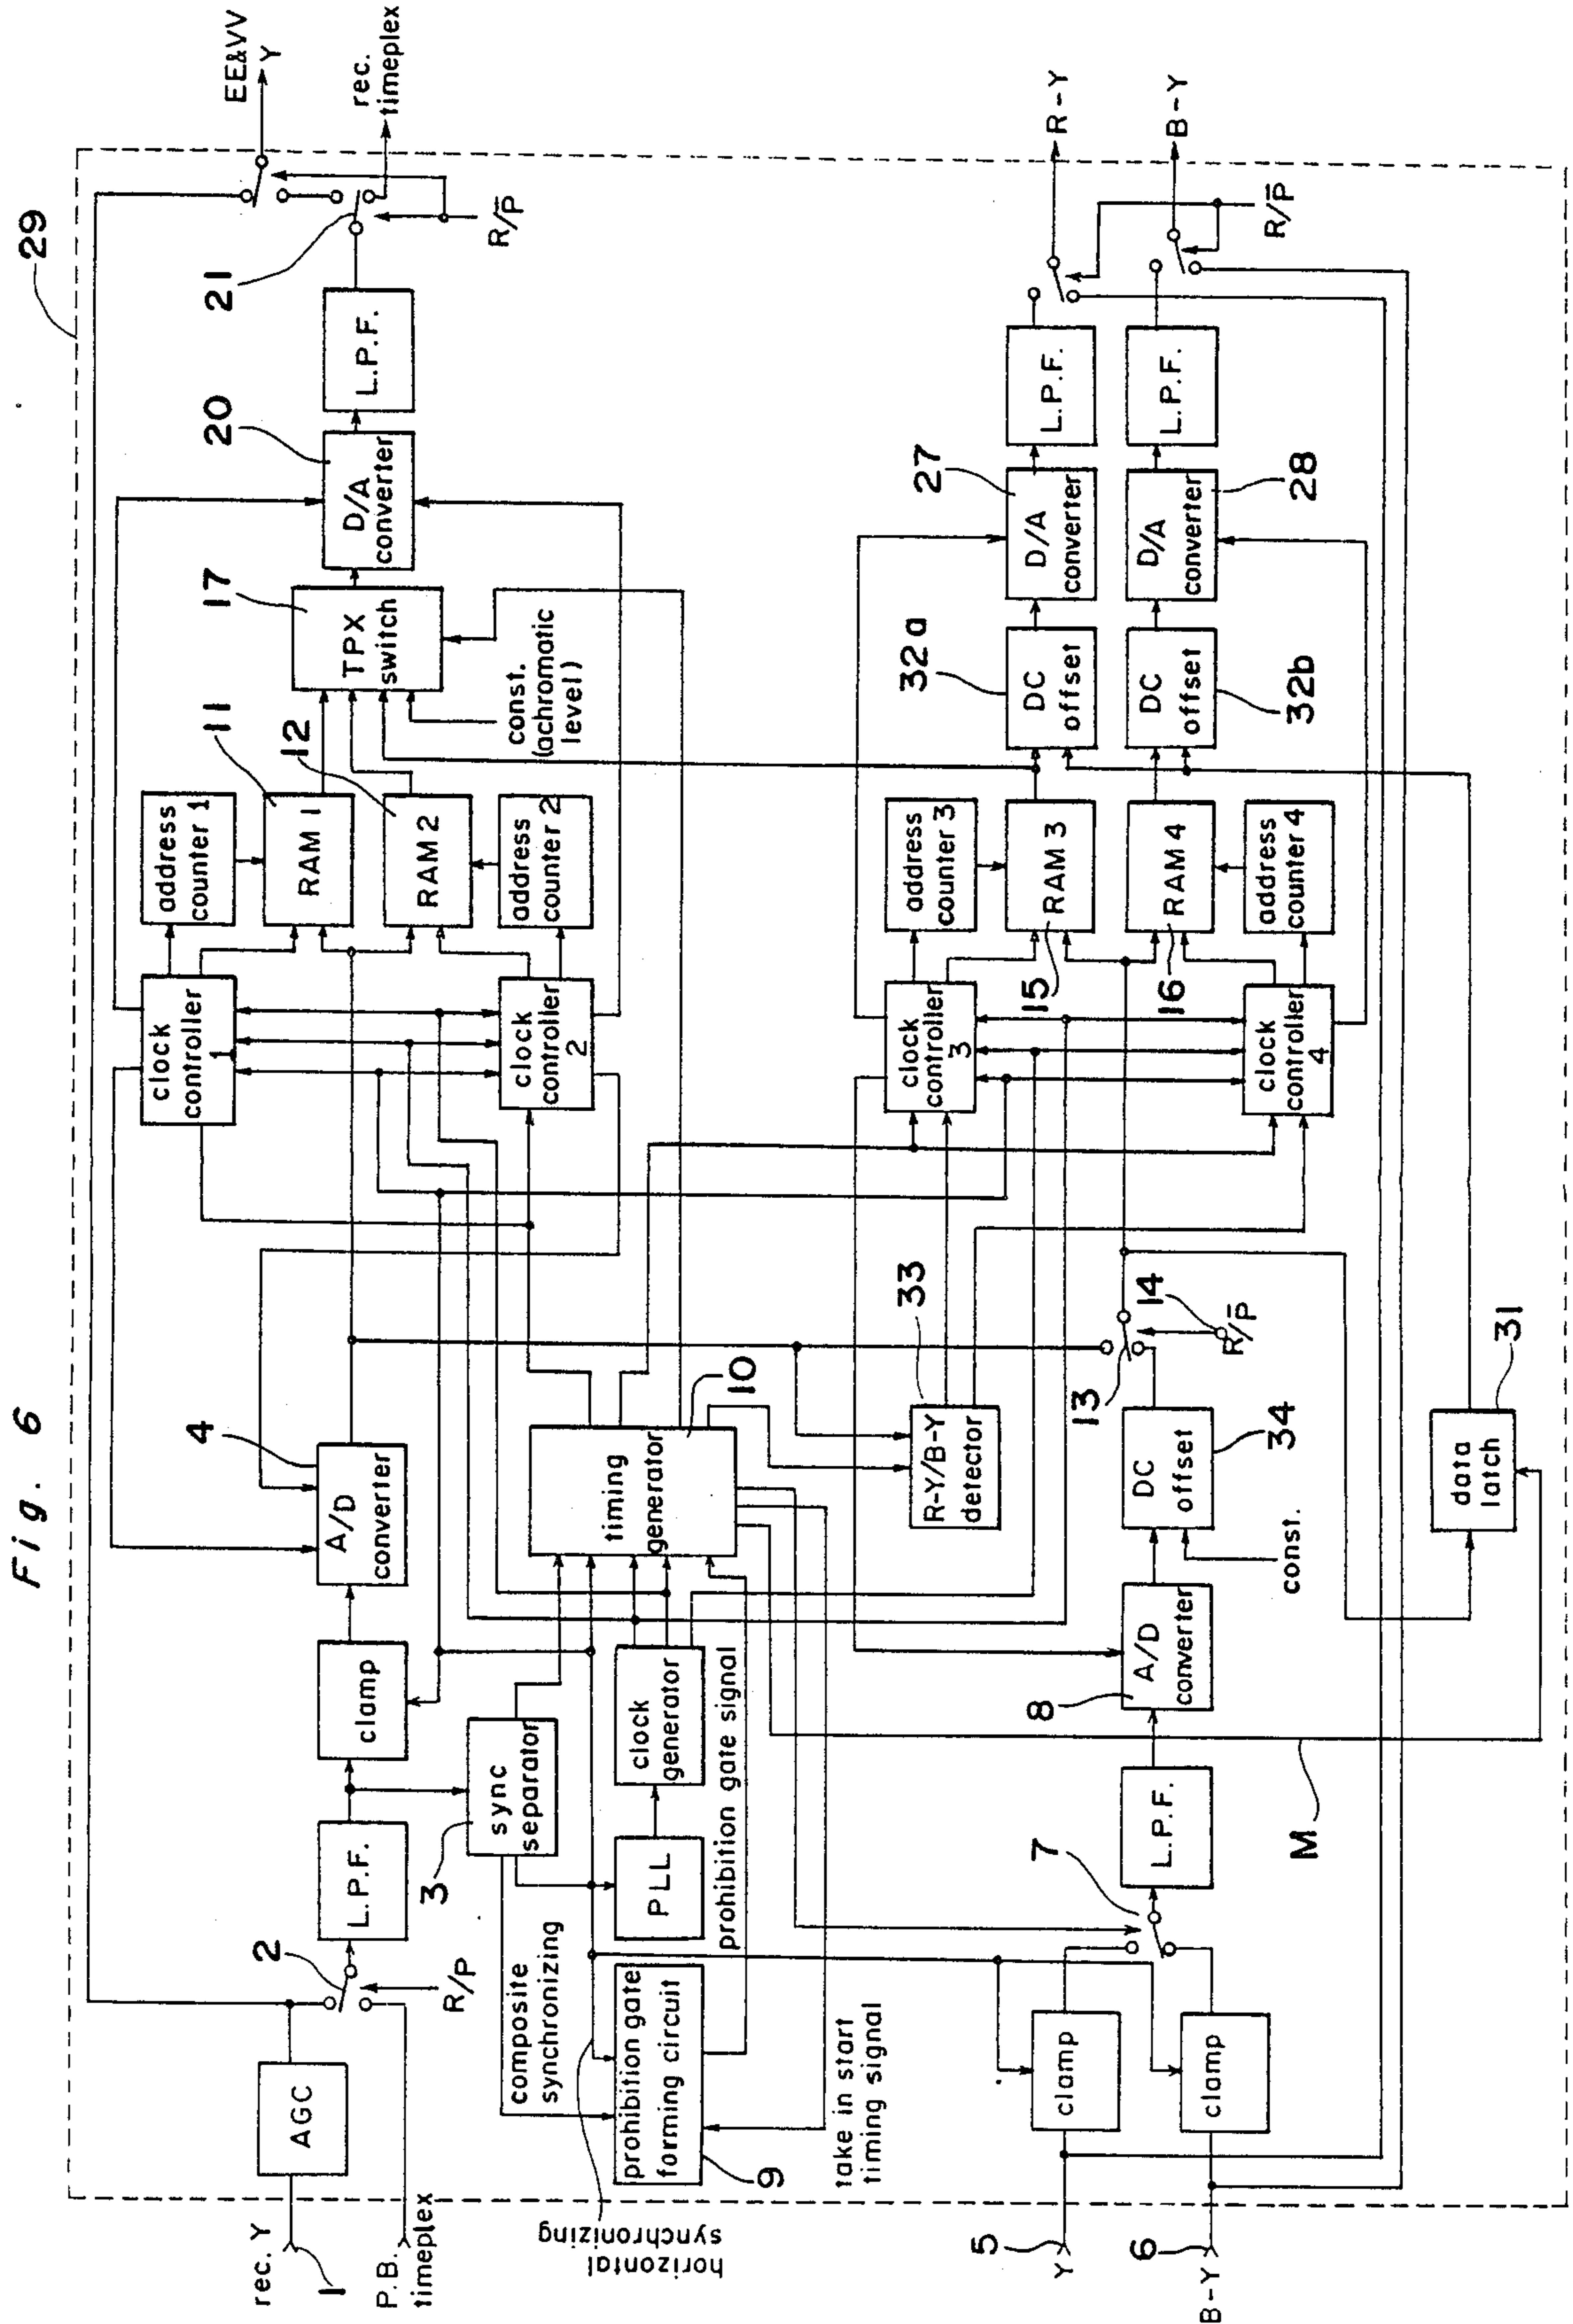 Fig. 6
29
rec. Y
1
P.B.
timeplex
AGC
2
R/P
L.P.F.
clamp
4
A/D
converter
clock
controller
1
address
counter 1
11
RAM 1
12
RAM 2
address
counter 2
clock
controller
2
17
TPX
switch
const.
(achromatic
level)
20
D/A
converter
L.P.F.
21
R/P̅
EE&VV
Y
rec.
timeplex
3
sync
separator
composite
synchronizing
horizontal
synchronizing
prohibition gate
forming circuit
9
PLL
clock
generator
prohibition gate signal
take in start
timing signal
timing
generator
10
33
R-Y/B-Y
detector
5
Y
6
B-Y
clamp
clamp
7
L.P.F.
8
A/D
converter
DC
offset
34
const.
13
14
R/P̅
M
data
latch
31
clock
controller
3
address
counter 3
15
RAM 3
16
RAM 4
address
counter 4
clock
controller
4
32a
DC
offset
DC
offset
32b
27
D/A
converter
D/A
converter
28
L.P.F.
L.P.F.
R-Y
B-Y
R/P̅